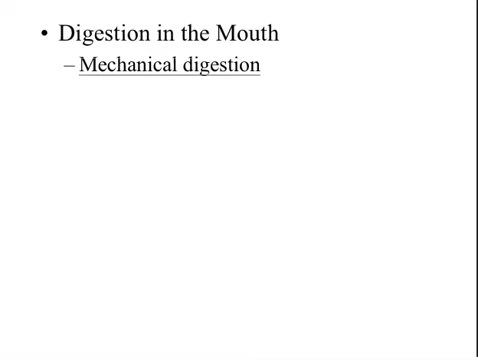 • Digestion in the Mouth
– Mechanical digestion